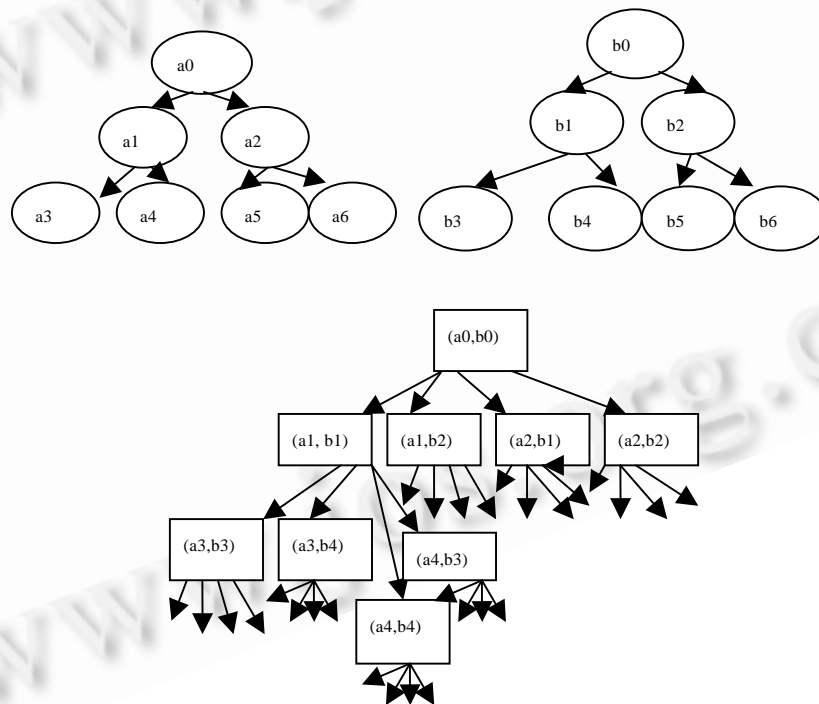 a0
b0
a1
a2
b1
b2
a3
a4
a5
a6
b3
b4
b5
b6
(a0,b0)
(a1, b1)
(a1,b2)
(a2,b1)
(a2,b2)
(a3,b3)
(a3,b4)
(a4,b3)
(a4,b4)